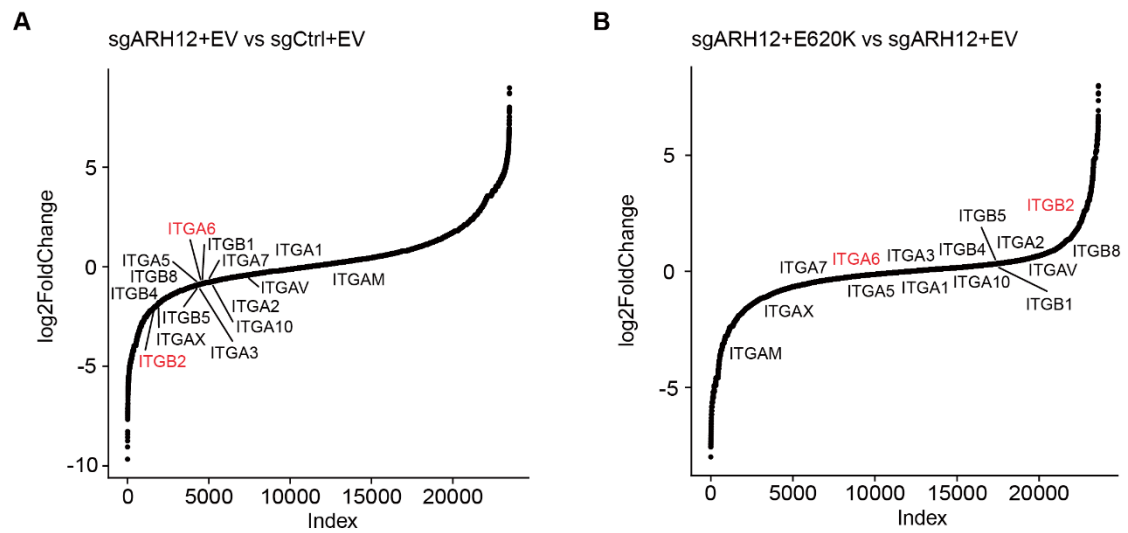 A
sgARH12+EV vs sgCtrl+EV
log2FoldChange
5
0
-5
-10
ITGA6
ITGB1
ITGA1
ITGA5
ITGA7
ITGB8
ITGAM
ITGB4
ITGAV
ITGA2
ITGB5
ITGA10
ITGAX
ITGA3
ITGB2
0 5000 10000 15000 20000
Index
B
sgARH12+E620K vs sgARH12+EV
log2FoldChange
5
0
-5
ITGB2
ITGB5
ITGA2
ITGB4
ITGA3
ITGB8
ITGA6
ITGA7
ITGAV
ITGA10
ITGA5
ITGA1
ITGB1
ITGAX
ITGAM
0 5000 10000 15000 20000
Index